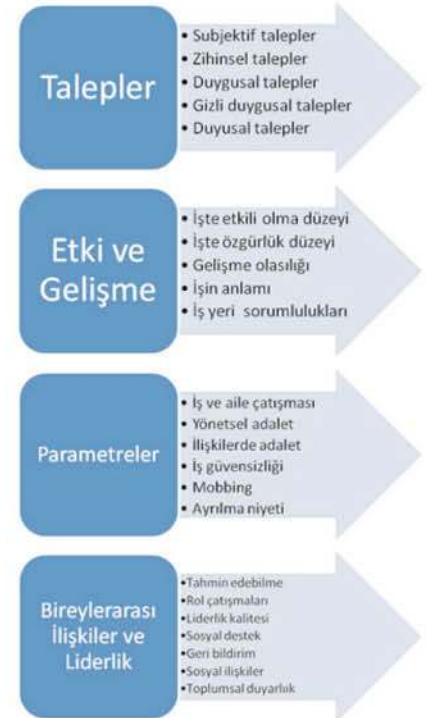 Talepler
• Subjektif talepler
• Zihinsel talepler
• Duygusal talepler
• Gizli duygusal talepler
• Duyusal talepler
Etki ve
Gelişme
• İşte etkili olma düzeyi
• İşte özgürlük düzeyi
• Gelişme olasılığı
• İşin anlamı
• İş yeri sorumlulukları
Parametreler
• İş ve aile çatışması
• Yönetsel adalet
• İlişkilerde adalet
• İş güvensizliği
• Mobbing
• Ayrılma niyeti
Bireylerarası
İlişkiler ve
Liderlik
•Tahmin edebilme
•Rol çatışmaları
•Liderlik kalitesi
•Sosyal destek
•Geri bildirim
•Sosyal ilişkiler
•Toplumsal duyarlıık